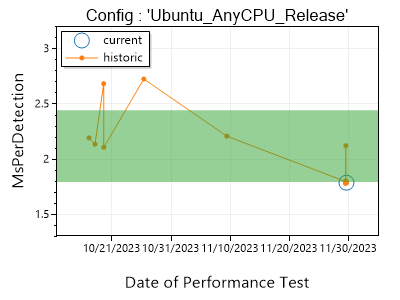 Config : 'Ubuntu_AnyCPU_Release'
current
historic
3
2.5
2
1.5
MsPerDetection
10/21/2023 10/31/2023 11/10/2023 11/20/2023 11/30/2023
Date of Performance Test